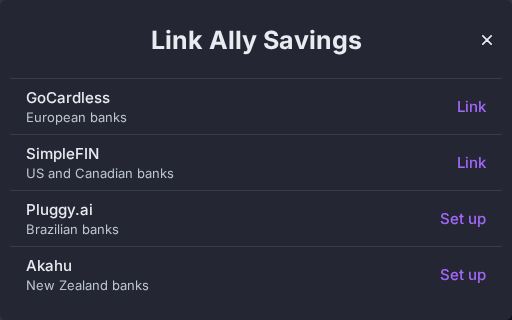 Link Ally Savings
GoCardless
European banks
Link
SimpleFIN
US and Canadian banks
Link
Pluggy.ai
Brazilian banks
Set up
Akahu
New Zealand banks
Set up